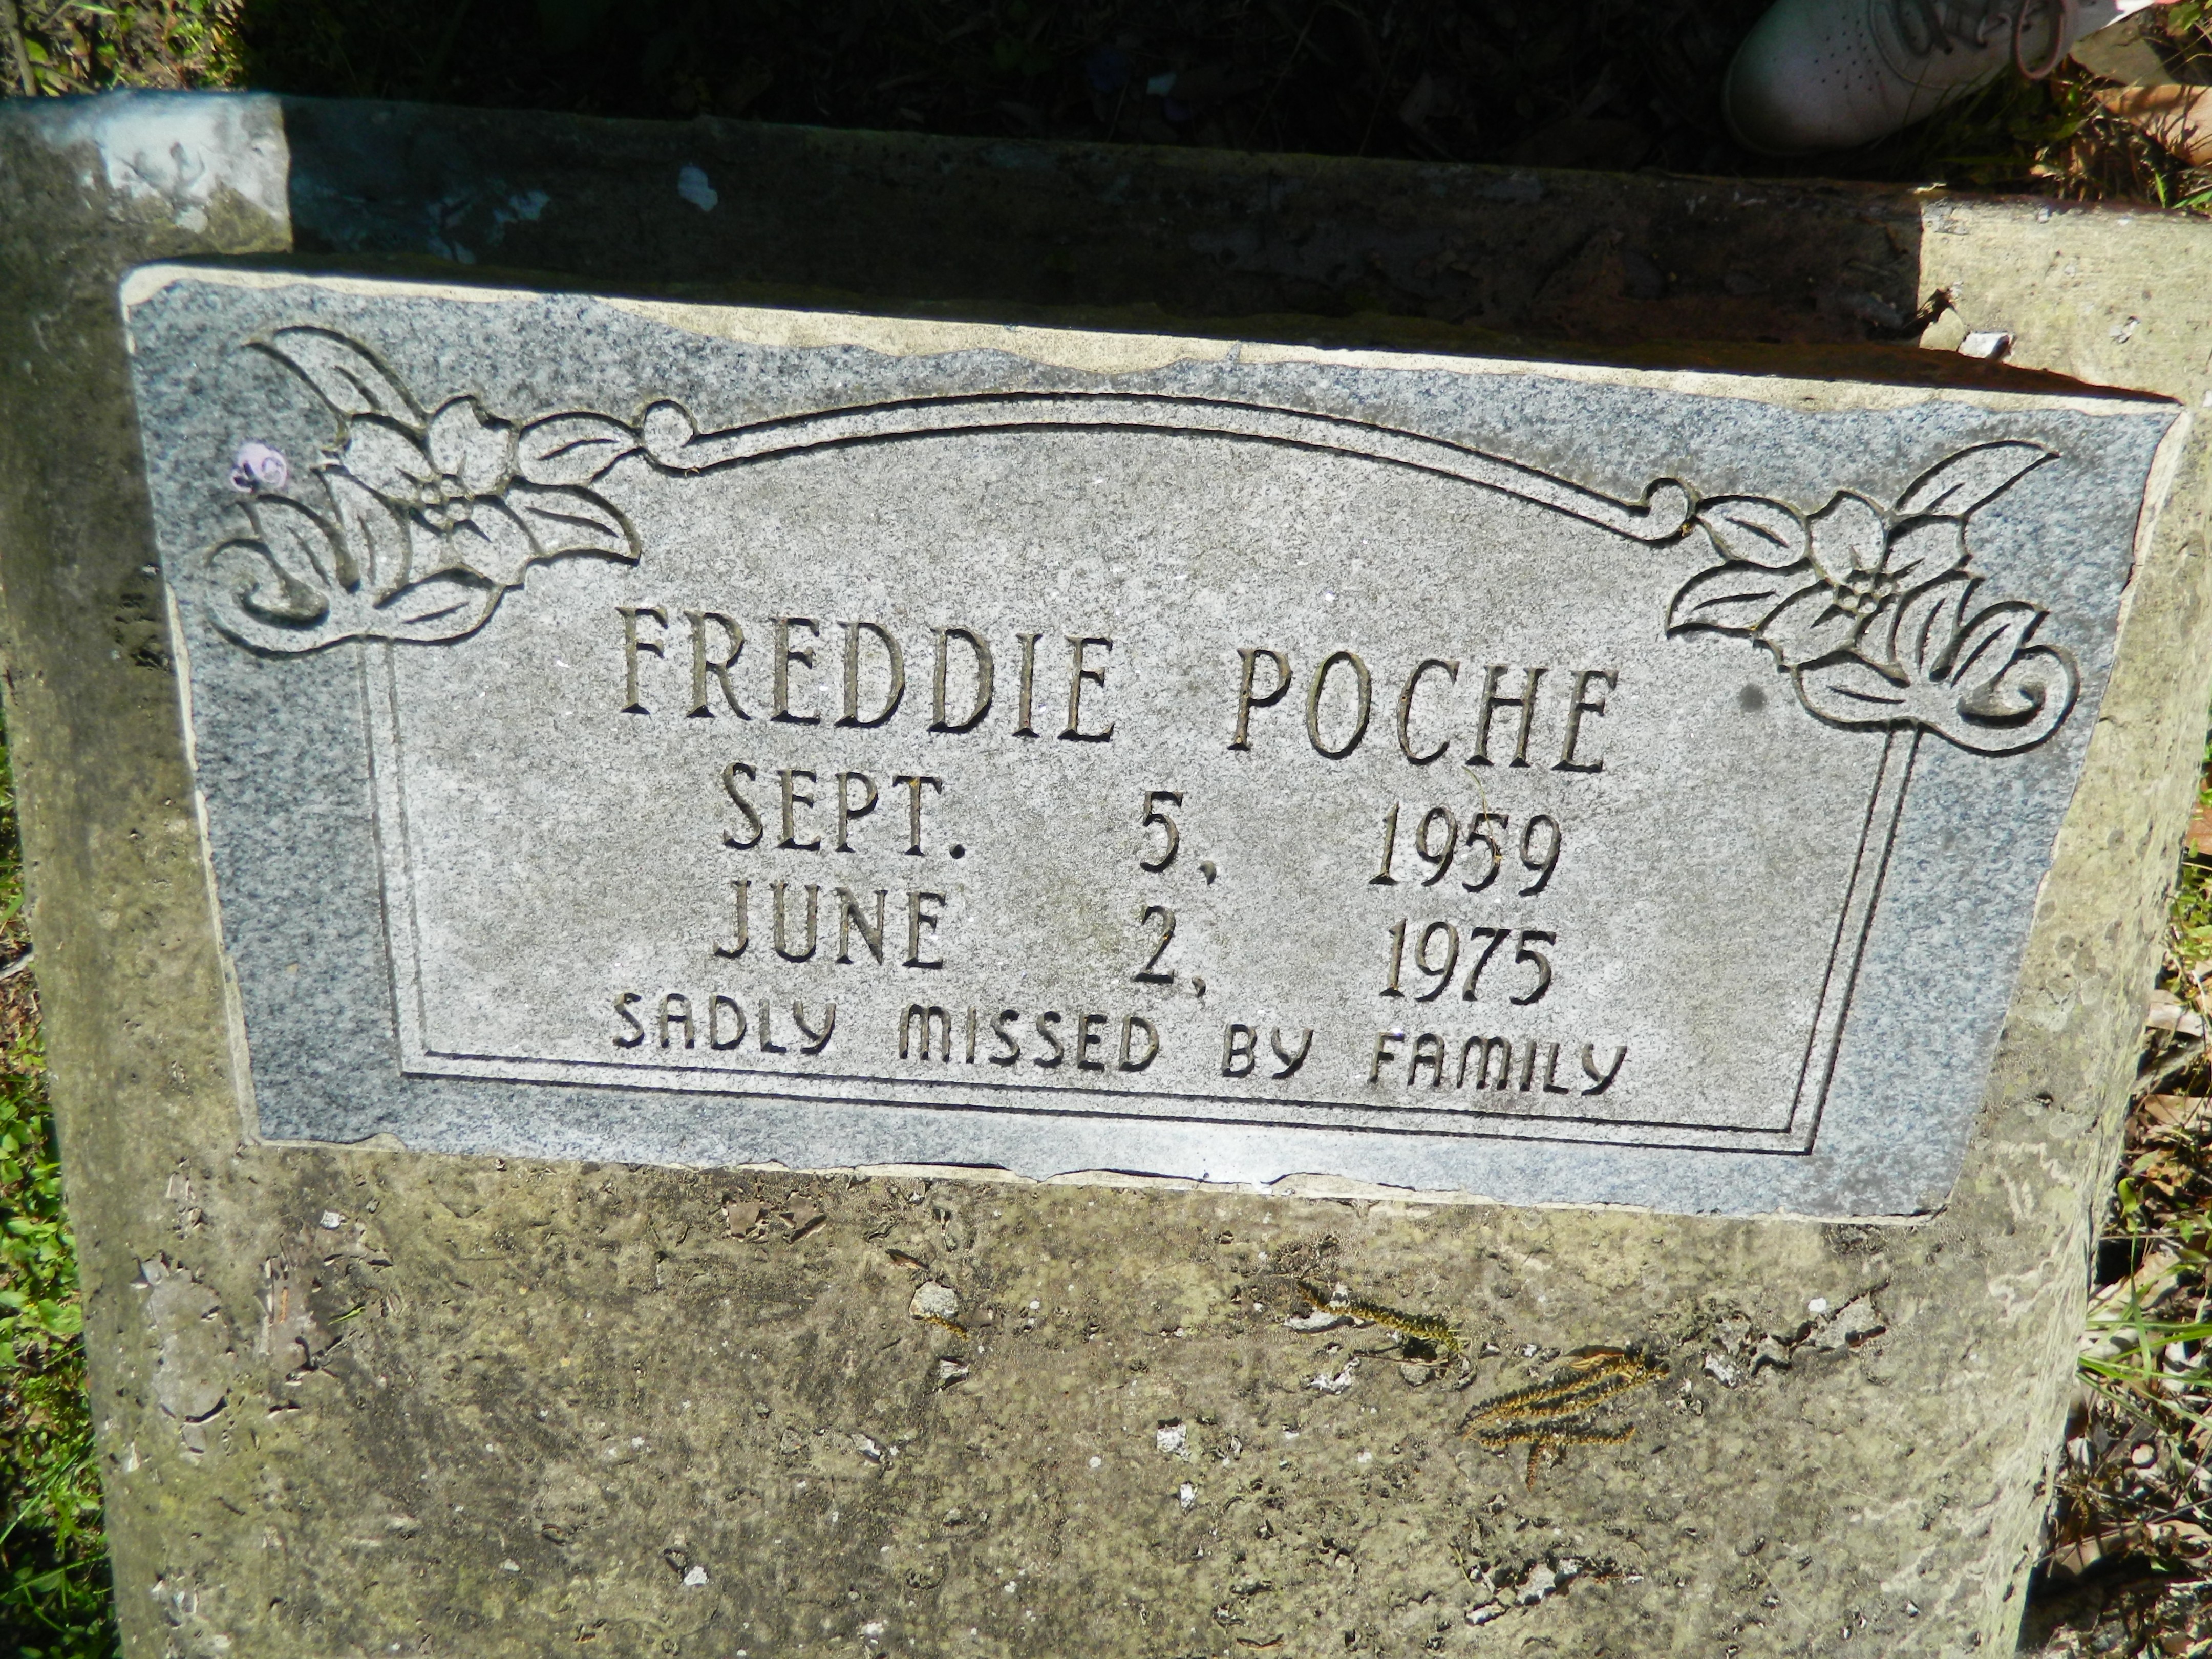 FREDDIE POCHE
SEPT. 5, 1959
JUNE 2, 1975
SADLY MISSED BY FAMILY